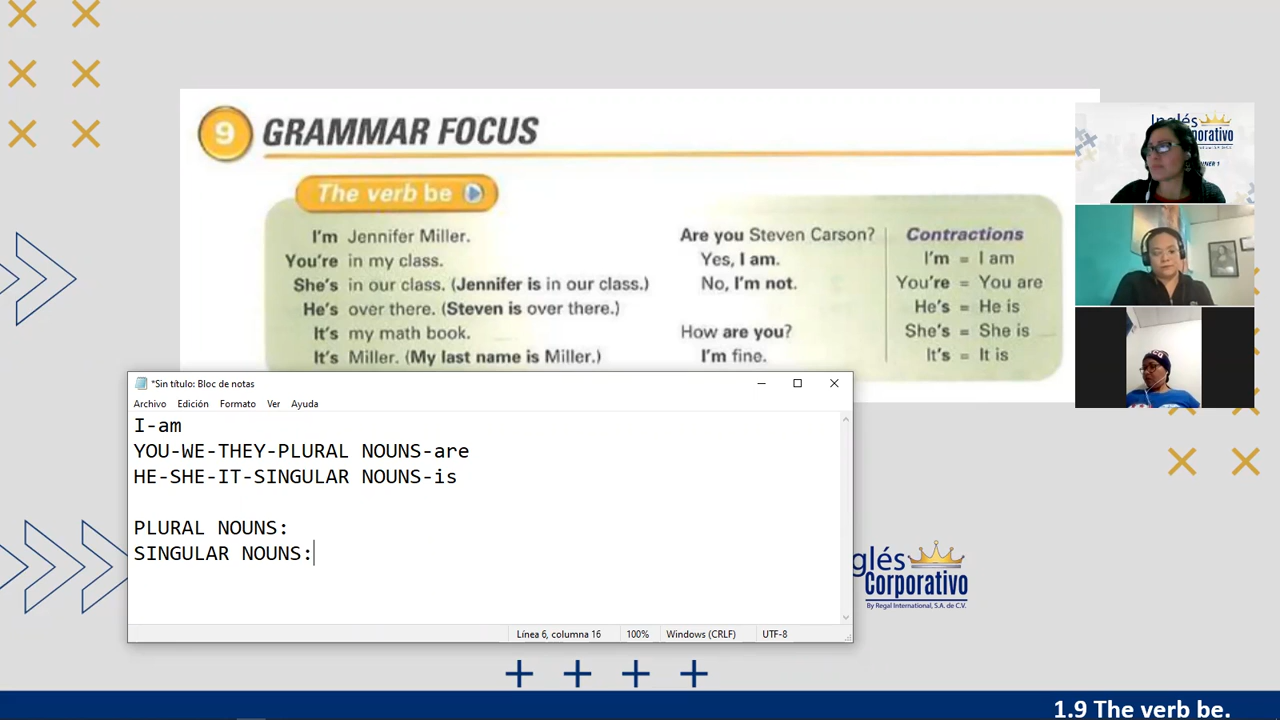 9 GRAMMAR FOCUS
The verb be
I'm Jennifer Miller.
You're in my class.
She's in our class. (Jennifer is in our class.)
He's over there. (Steven is over there.)
It's my math book.
It's Miller. (My last name is Miller.)
Are you Steven Carson?
Yes, I am.
No, I'm not.
How are you?
I'm fine.
Contractions
I'm = I am
You're = You are
He's = He is
She's = She is
It's = It is
Inglés
*Sin título: Bloc de notas
Archivo Edición Formato Ver Ayuda
I-am
YOU-WE-THEY-PLURAL NOUNS-are
HE-SHE-IT-SINGULAR NOUNS-is
PLURAL NOUNS:
SINGULAR NOUNS:
Línea 6, columna 16 100% Windows (CRLF) UTF-8
glés
Corporativo
By Regal International, S.A. de C.V.
1.9 The verb be.